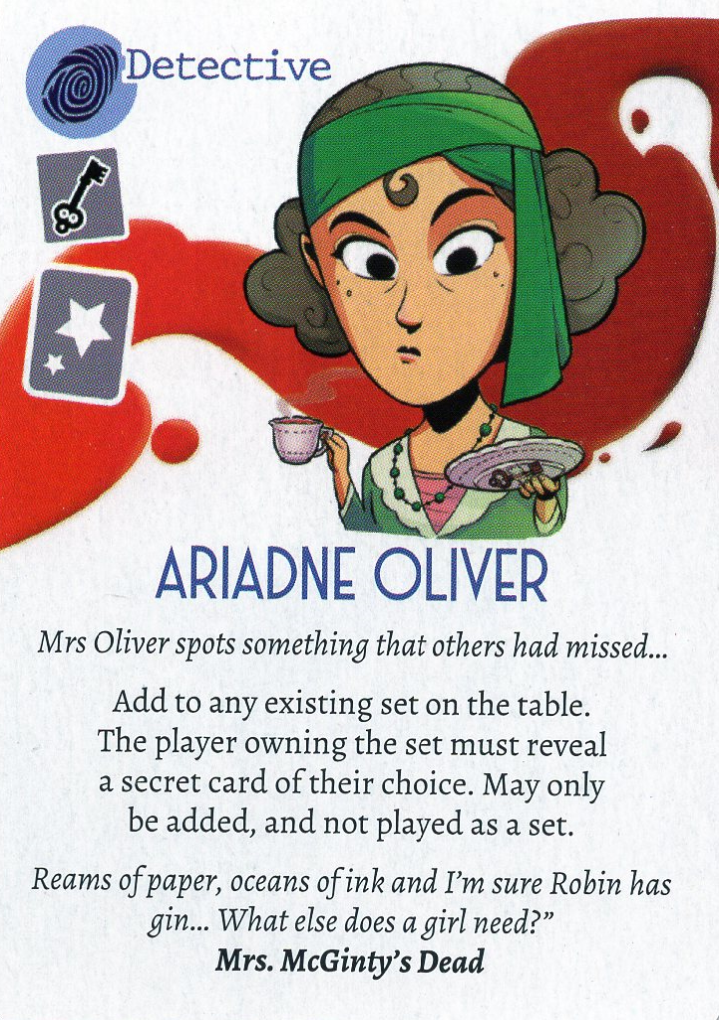 Detective
ARIADNE OLIVER
Mrs Oliver spots something that others had missed...
Add to any existing set on the table.
The player owning the set must reveal
a secret card of their choice. May only
be added, and not played as a set.
Reams of paper, oceans of ink and I’m sure Robin has
gin... What else does a girl need?”
Mrs. McGinty’s Dead